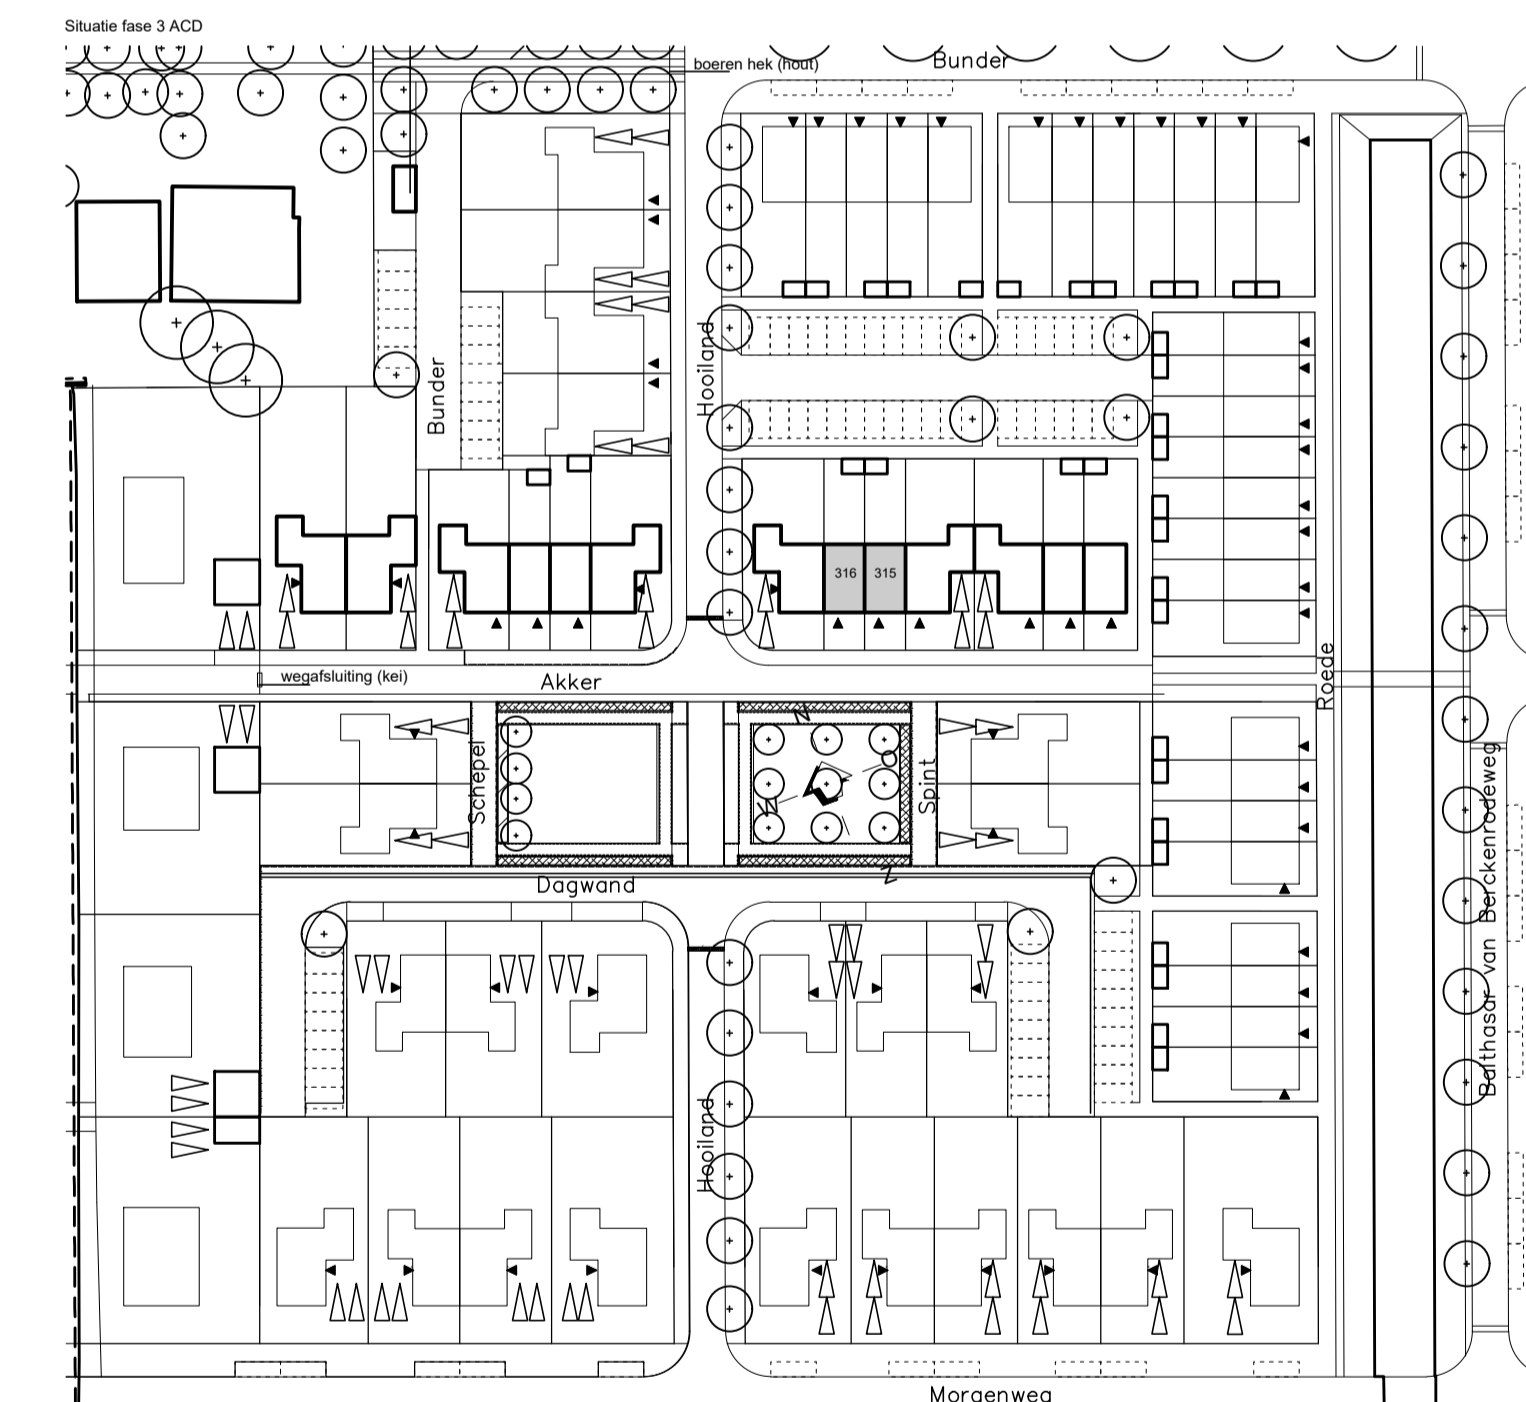 Situatie fase 3 ACD
boeren hek (hout)
Bunder
Hooiland
Bunder
316
315
wegafsluiting (kei)
Akker
Roede
Schepel
N
O
W
Z
Spint
Balthasar van Berckenrodeweg
Dagwand
Hooiland
Morgenweg